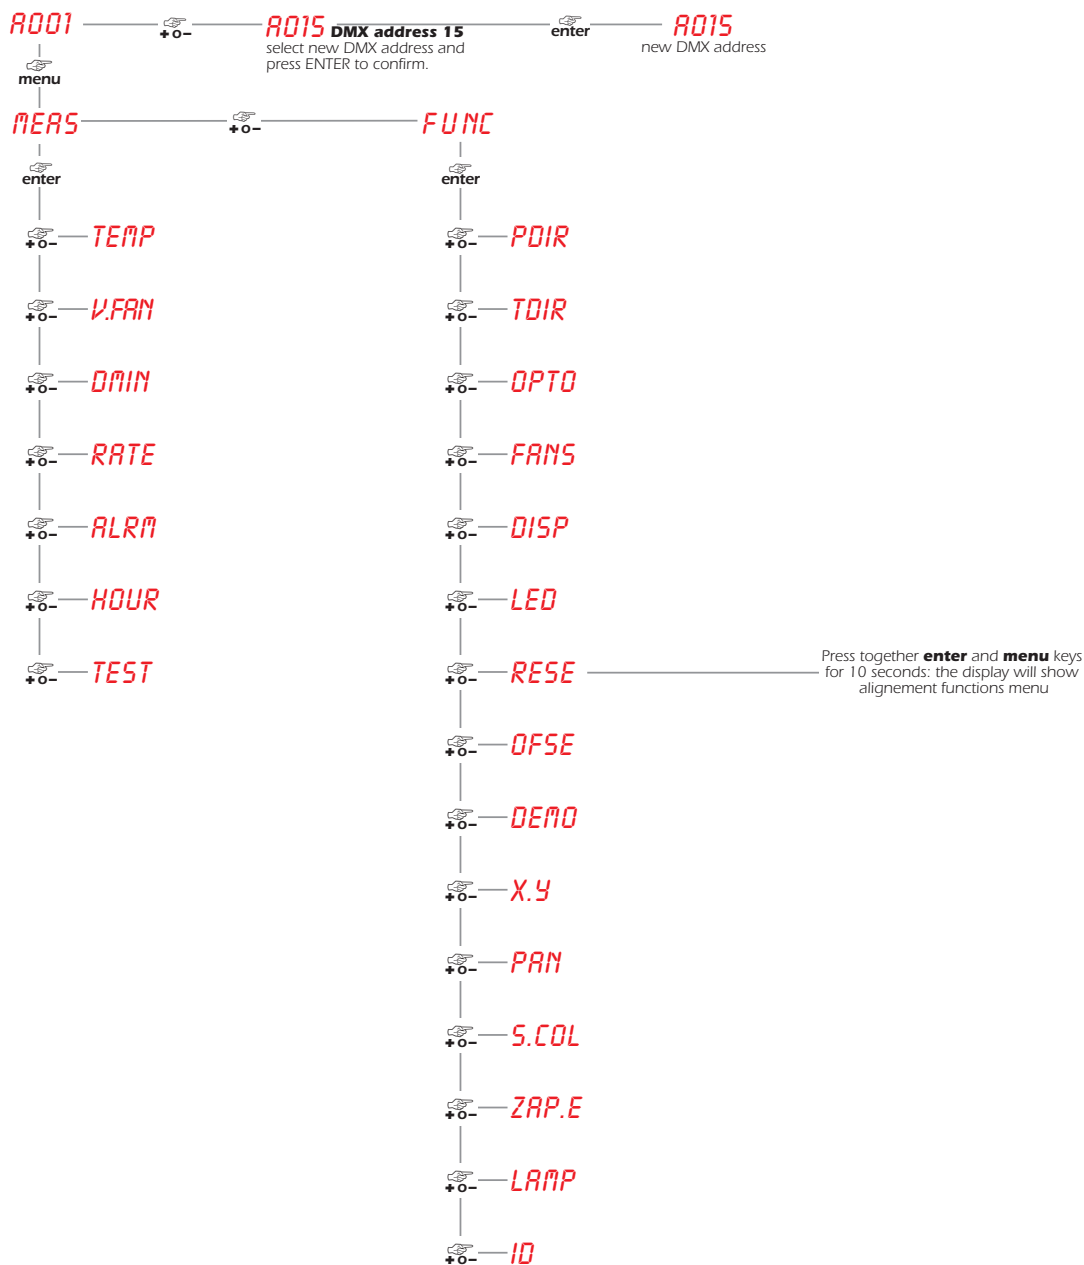 A001
+ o –
A015 DMX address 15
select new DMX address and
press ENTER to confirm.
enter
A015
new DMX address
menu
MEAS
+ o –
FUNC
enter
enter
+ o –
TEMP
+ o –
PDIR
+ o –
V.FAN
+ o –
TDIR
+ o –
DMIN
+ o –
OPTO
+ o –
RATE
+ o –
FANS
+ o –
ALRM
+ o –
DISP
+ o –
HOUR
+ o –
LED
+ o –
TEST
+ o –
RESE
Press together enter and menu keys
for 10 seconds: the display will show
alignement functions menu
+ o –
OFSE
+ o –
DEMO
+ o –
X.Y
+ o –
PAN
+ o –
S.COL
+ o –
ZAP.E
+ o –
LAMP
+ o –
ID